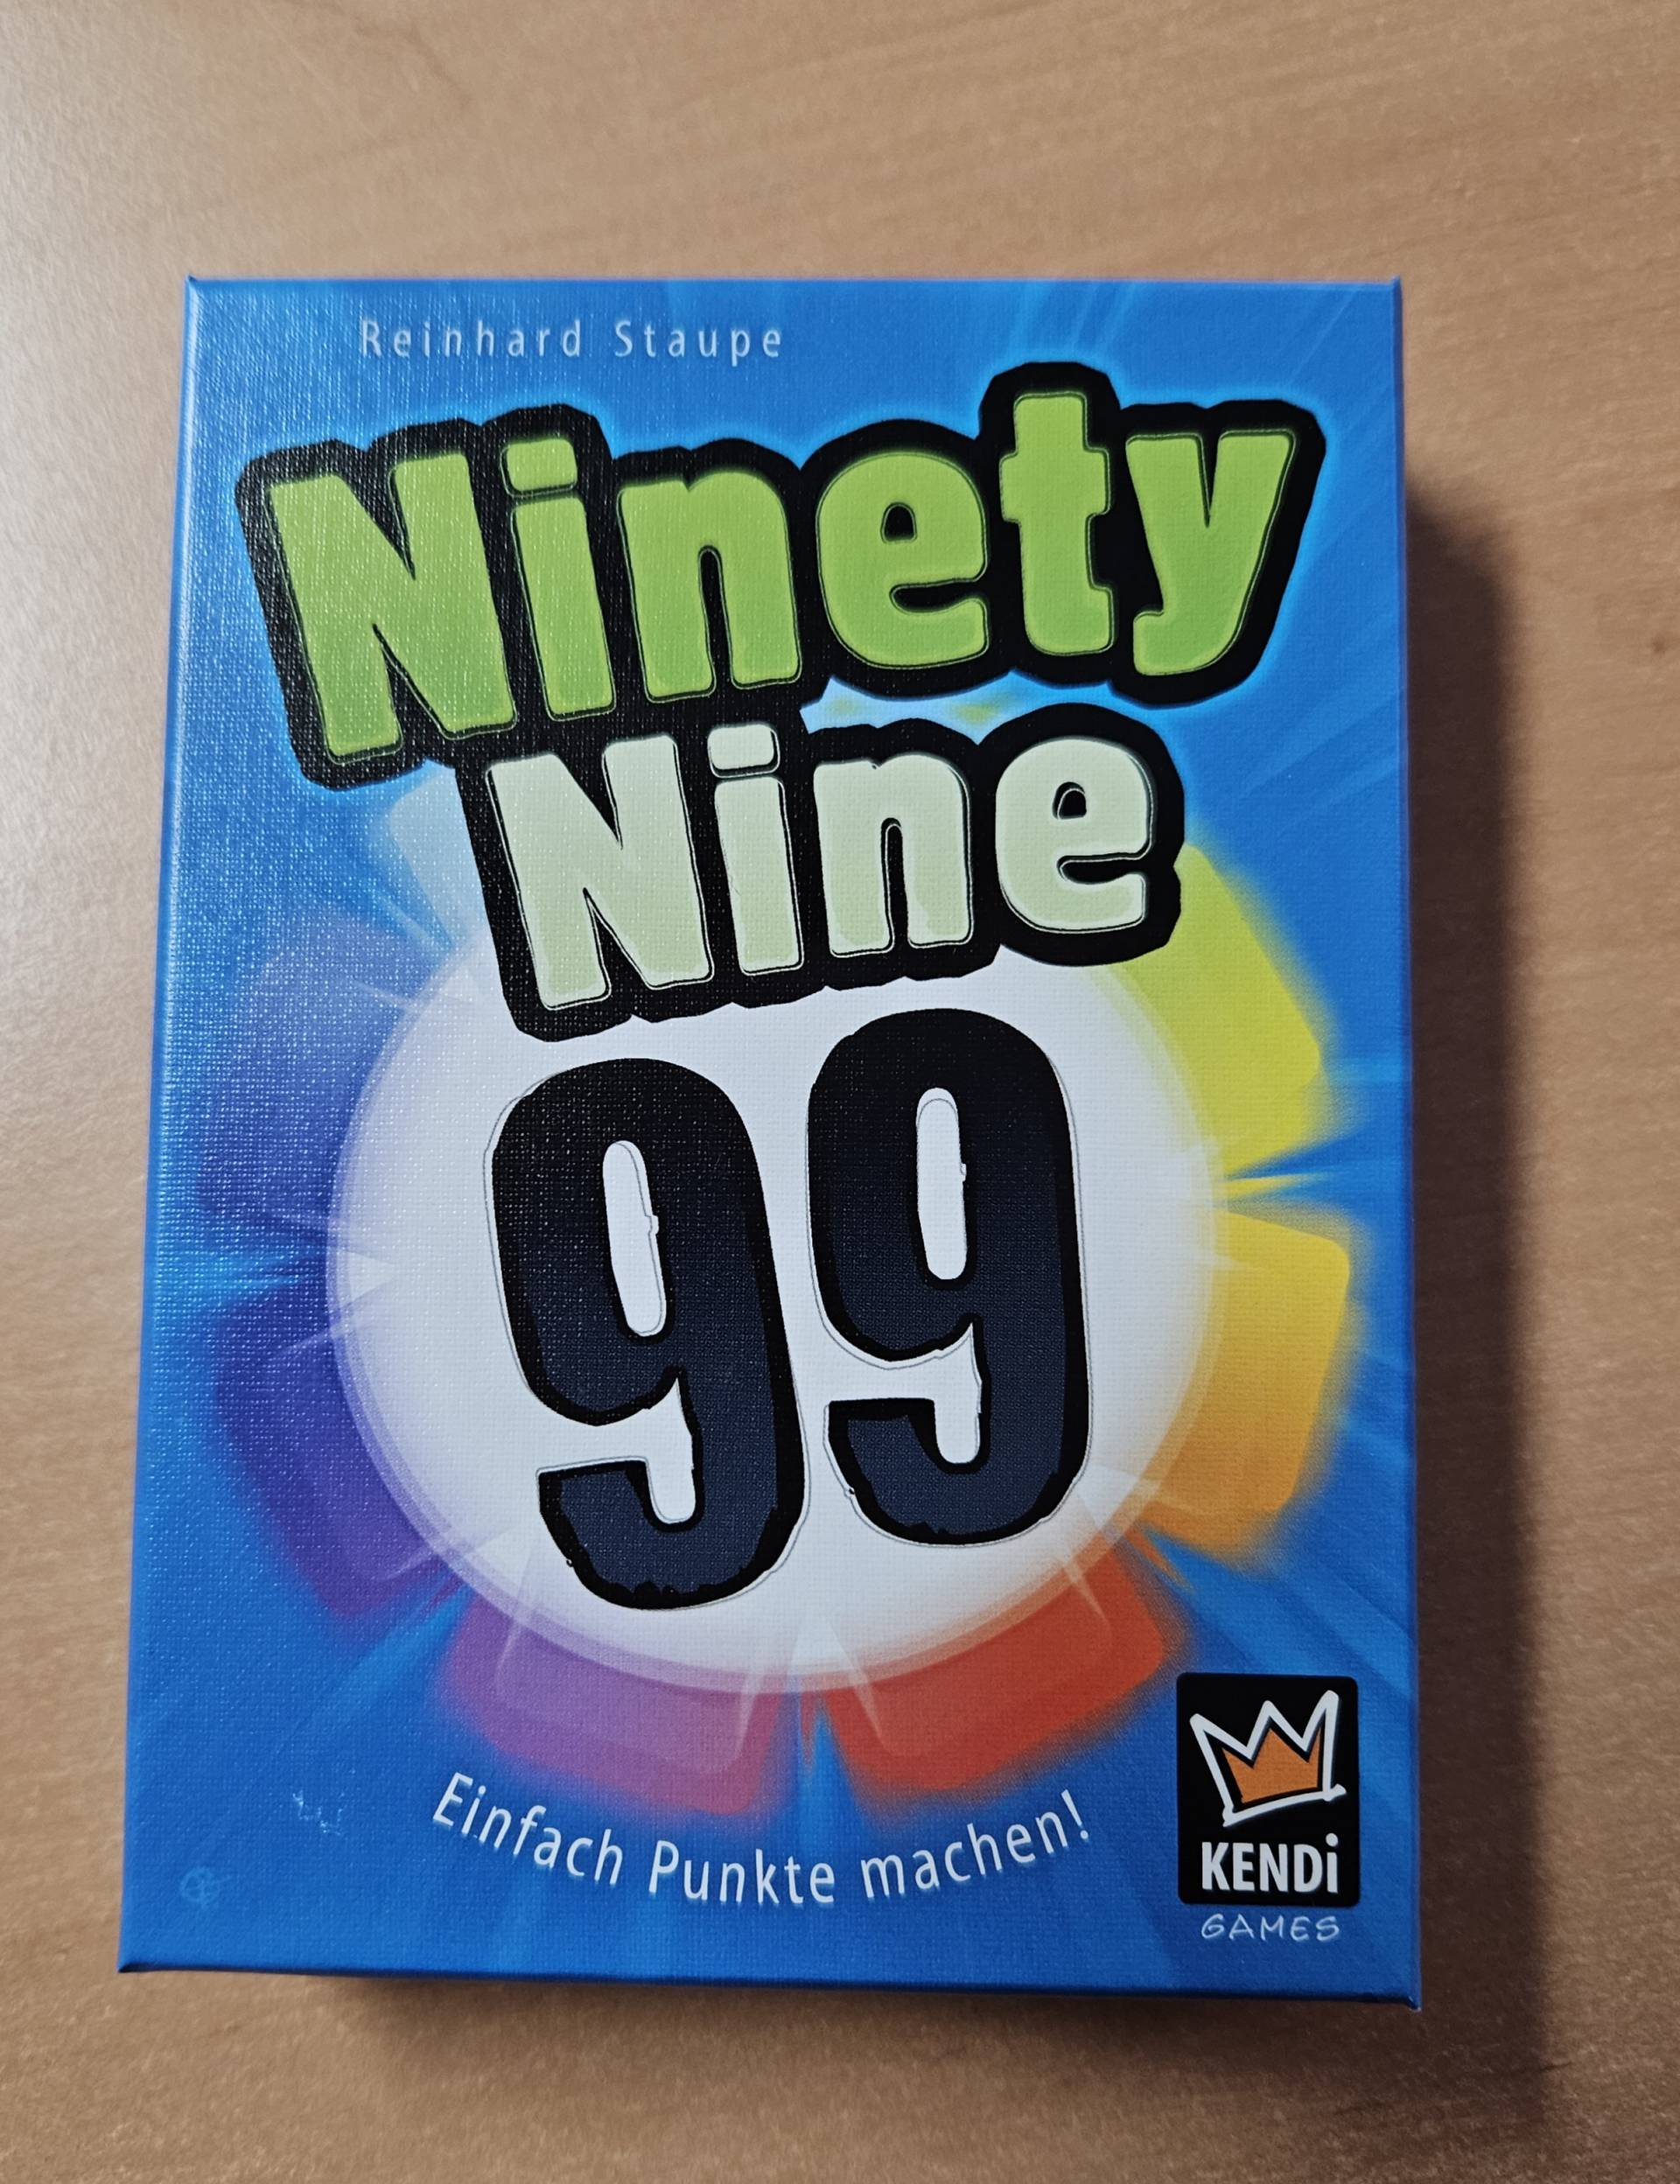 Reinhard Staupe
Ninety
Nine
99
Einfach Punkte machen!
KENDi
GAMES